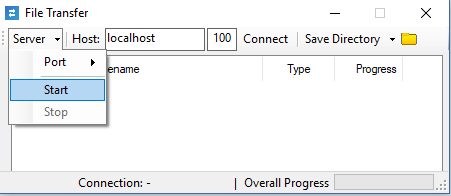 File Transfer
Server Host: localhost 100 Connect Save Directory
Port
Start
Stop
ename Type Progress
Connection: - | Overall Progress